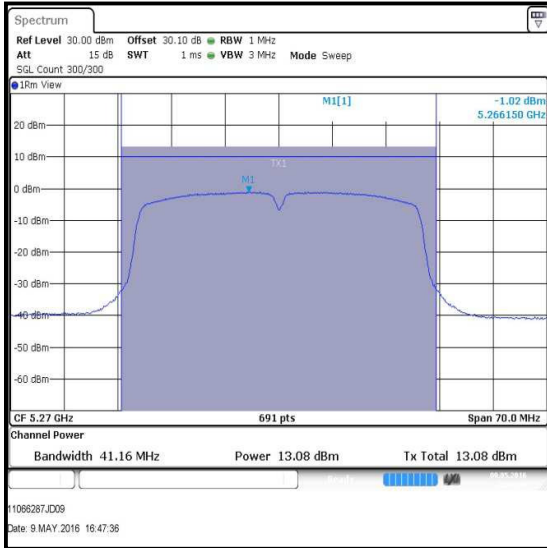 Spectrum
Ref Level 30.00 dBm Offset 30.10 dB RBW 1 MHz
Att 15 dB SWT 1 ms VBW 3 MHz Mode Sweep
SGL Count 300/300
1Rm View
M1[1] -1.02 dBm
5.266150 GHz
20 dBm
10 dBm
TX1
M1
0 dBm
-10 dBm
-20 dBm
-30 dBm
-40 dBm
-50 dBm
-60 dBm
CF 5.27 GHz 691 pts Span 70.0 MHz
Channel Power
Bandwidth 41.16 MHz Power 13.08 dBm Tx Total 13.08 dBm
Ready
11066287JD09
Date: 9.MAY.2016 16:47:36